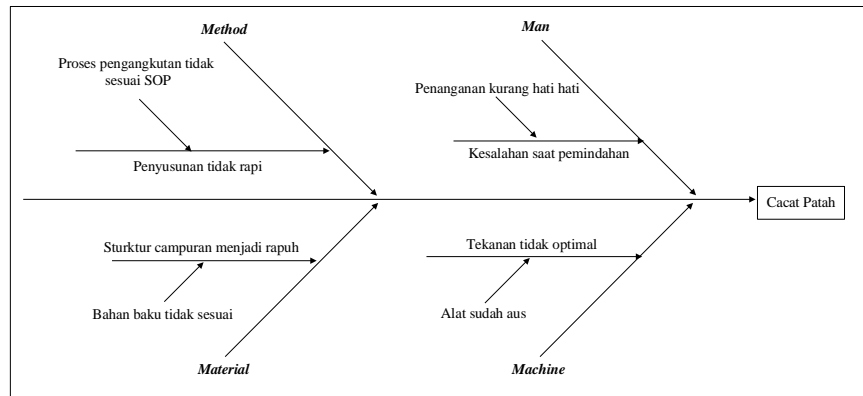 Method
Man
Proses pengangkutan tidak
sesuai SOP
Penanganan kurang hati hati
Penyusunan tidak rapi
Kesalahan saat pemindahan
Cacat Patah
Sturktur campuran menjadi rapuh
Tekanan tidak optimal
Bahan baku tidak sesuai
Alat sudah aus
Material
Machine